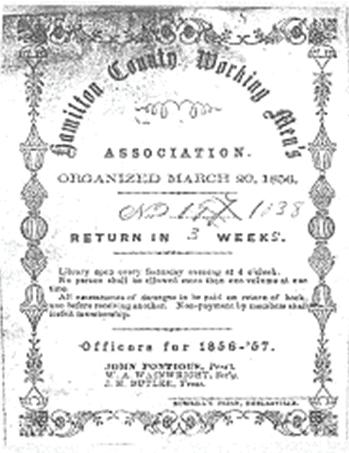 Hamilton County Working Men's
ASSOCIATION.
ORGANIZED MARCH 20, 1856.
No. 157 1038
RETURN IN 3 WEEKS.
Library open every Saturday evening at 4 o'clock.
No person shall be allowed more than one volume at one
time.
All assessments of damages to be paid on return of book,
and before receiving another. Non-payment by members shall
forfeit membership.
Officers for 1856-'57.
JOHN PONTIOUS, Pres't.
W. A. WAINWRIGHT, Sec'y.
J. B. BUTLER, Treas.
PRINT, NOBLESVILLE.